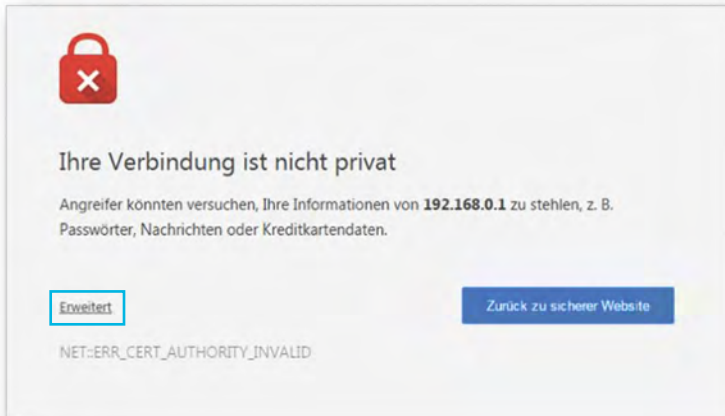 Ihre Verbindung ist nicht privat
Angreifer könnten versuchen, Ihre Informationen von 192.168.0.1 zu stehlen, z. B.
Passwörter, Nachrichten oder Kreditkartendaten.
Erweitert
Zurück zu sicherer Website
NET::ERR_CERT_AUTHORITY_INVALID